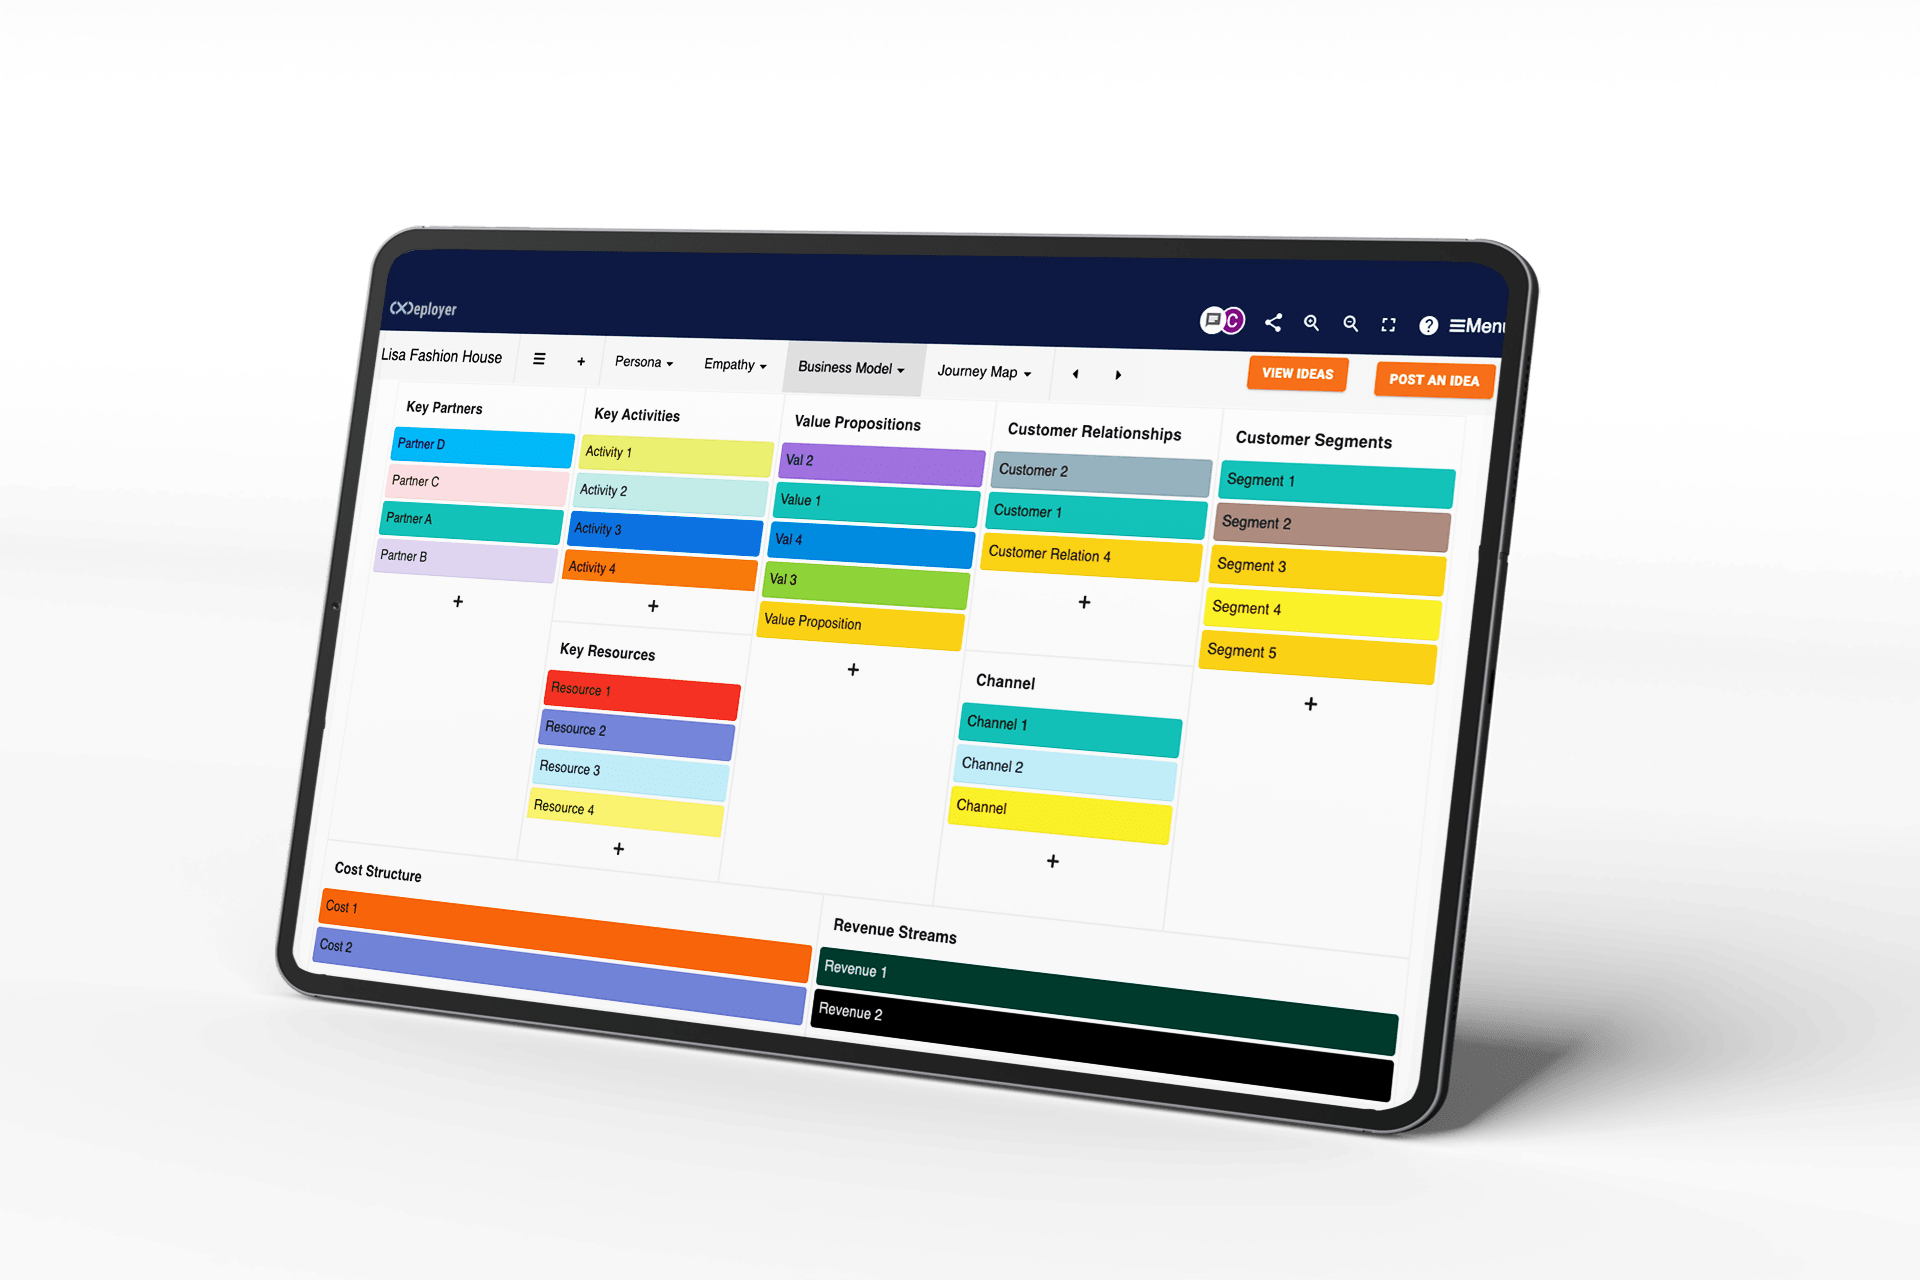 eployer
C
?
Menu
Lisa Fashion House
+
Persona
Empathy
Business Model
Journey Map
VIEW IDEAS
POST AN IDEA
Key Partners
Partner D
Partner C
Partner A
Partner B
+
Key Activities
Activity 1
Activity 2
Activity 3
Activity 4
+
Key Resources
Resource 1
Resource 2
Resource 3
Resource 4
+
Value Propositions
Val 2
Value 1
Val 4
Val 3
Value Proposition
+
Customer Relationships
Customer 2
Customer 1
Customer Relation 4
+
Channel
Channel 1
Channel 2
Channel
+
Customer Segments
Segment 1
Segment 2
Segment 3
Segment 4
Segment 5
+
Cost Structure
Cost 1
Cost 2
Revenue Streams
Revenue 1
Revenue 2